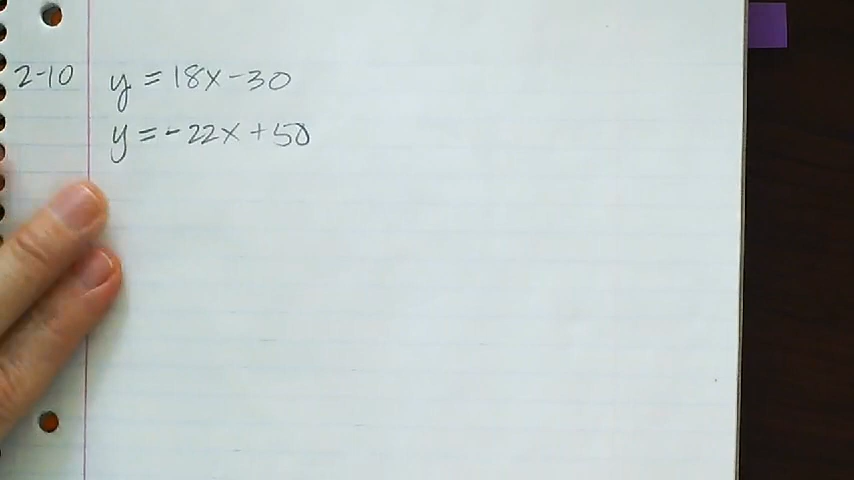 2-10 y = 18x - 30
y = -22x + 50